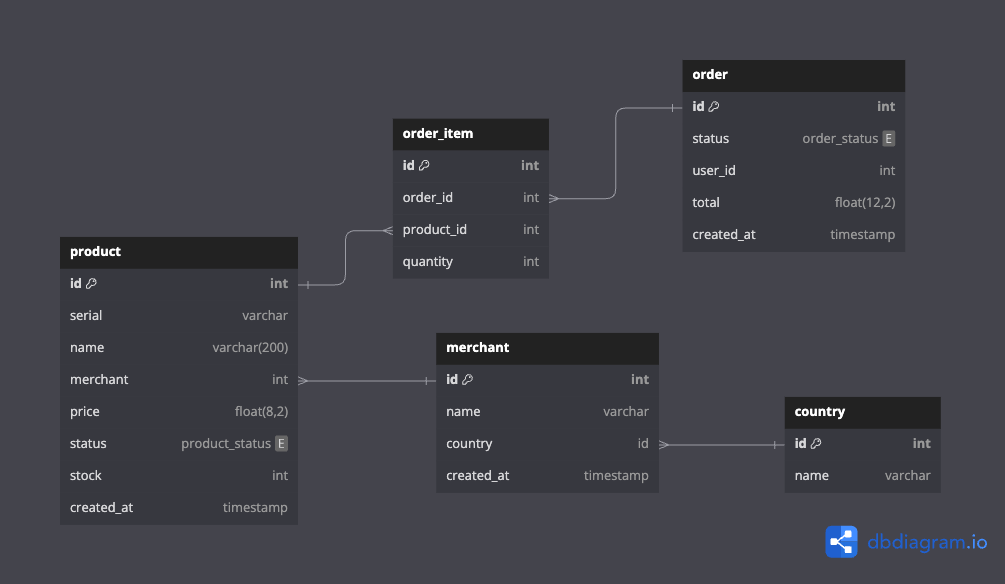 order
id int
status order_status E
user_id int
total float(12,2)
created_at timestamp
order_item
id int
order_id int
product_id int
quantity int
product
id int
serial varchar
name varchar(200)
merchant int
price float(8,2)
status product_status E
stock int
created_at timestamp
merchant
id int
name varchar
country id
created_at timestamp
country
id int
name varchar
dbdiagram.io